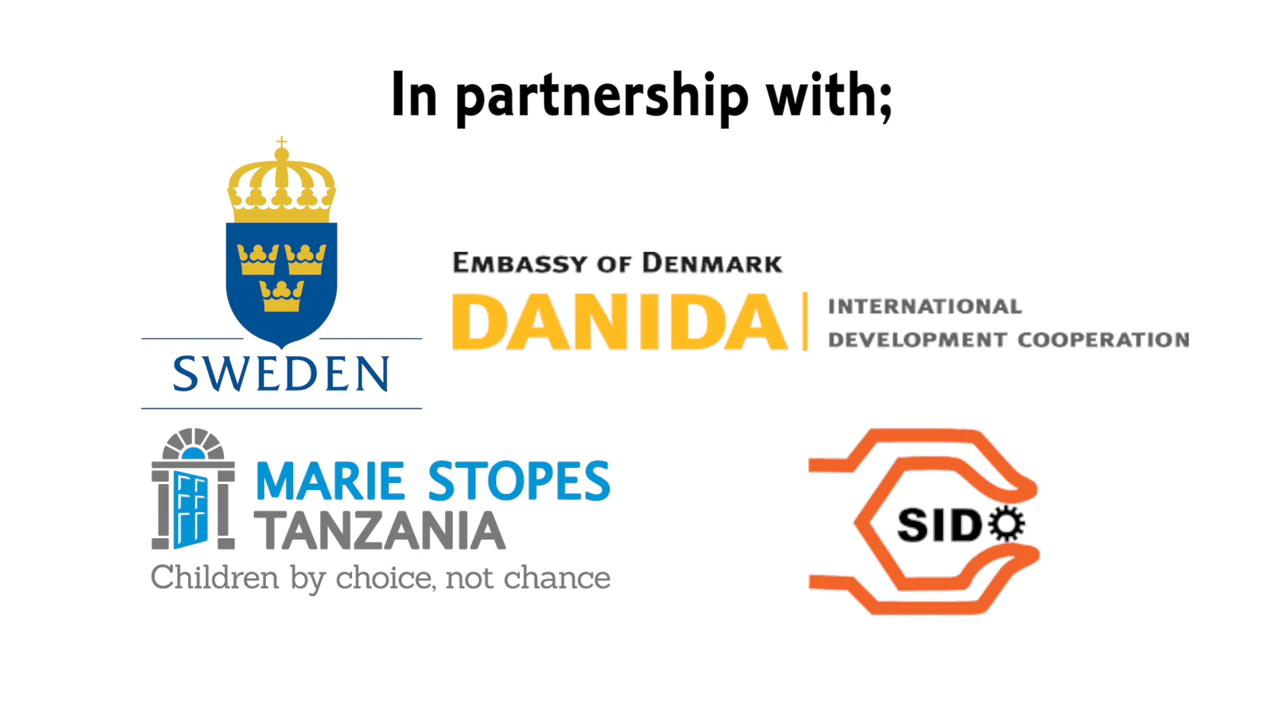 In partnership with;
SWEDEN
EMBASSY OF DENMARK
DANIDA
INTERNATIONAL
DEVELOPMENT COOPERATION
MARIE STOPES
TANZANIA
Children by choice, not chance
SIDO